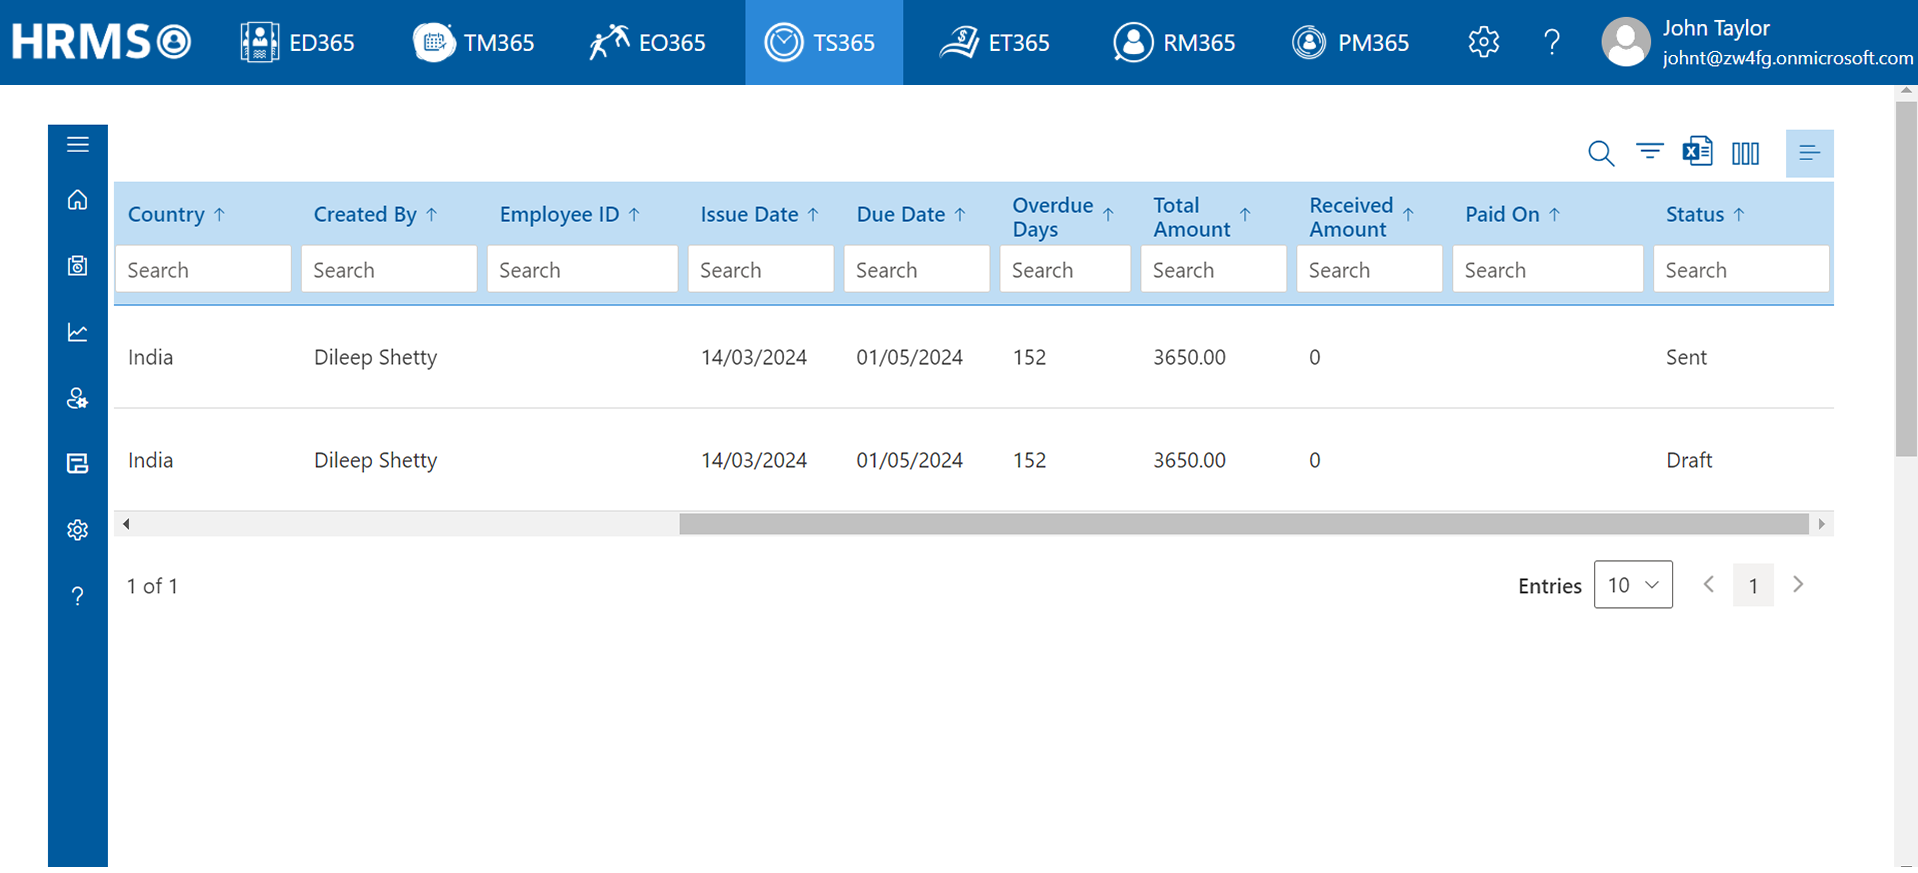 HRMS ED365 TM365 EO365 TS365 ET365 RM365 PM365 ? John Taylor
johnt@zw4fg.onmicrosoft.com
Country ↑ Created By ↑ Employee ID ↑ Issue Date ↑ Due Date ↑ Overdue Days ↑ Total Amount ↑ Received Amount ↑ Paid On ↑ Status ↑
Search Search Search Search Search Search Search Search Search Search
India Dileep Shetty 14/03/2024 01/05/2024 152 3650.00 0 Sent
India Dileep Shetty 14/03/2024 01/05/2024 152 3650.00 0 Draft
?
1 of 1 Entries 10 1